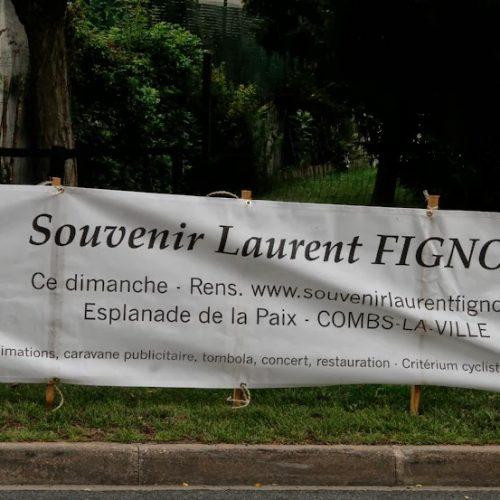 Souvenir Laurent FIGNO
Ce dimanche · Rens. www.souvenirlaurentfigno
Esplanade de la Paix - COMBS-LA-VILLE
imations, caravane publicitaire, tombola, concert, restauration · Critérium cyclist